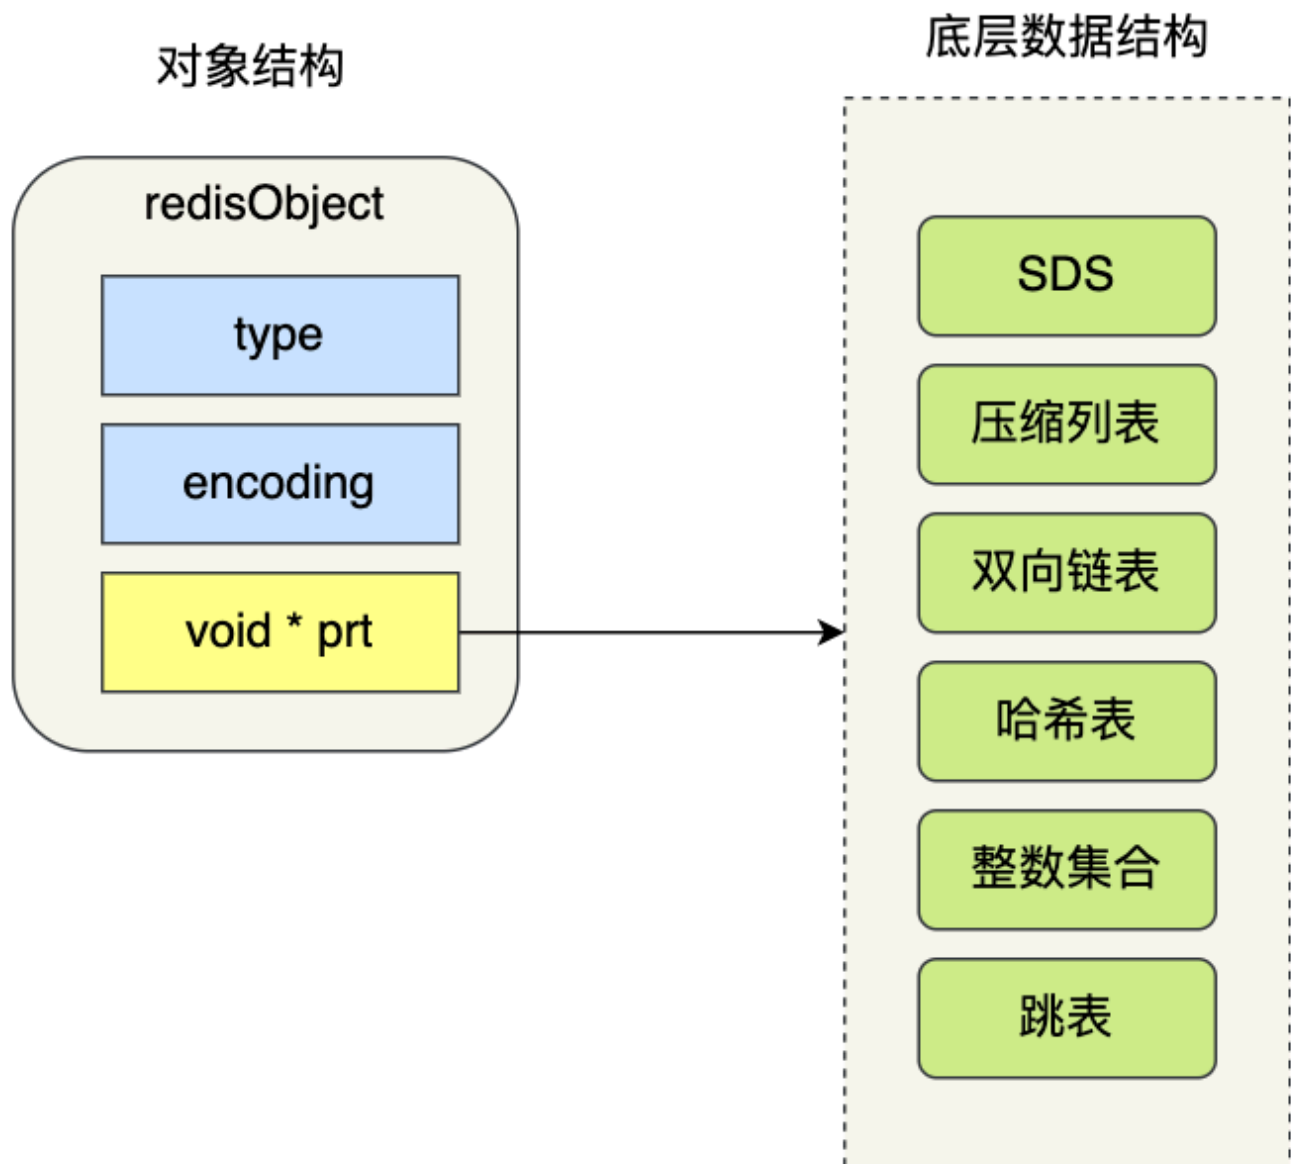 对象结构
redisObject
type
encoding
void * prt
底层数据结构
SDS
压缩列表
双向链表
哈希表
整数集合
跳表